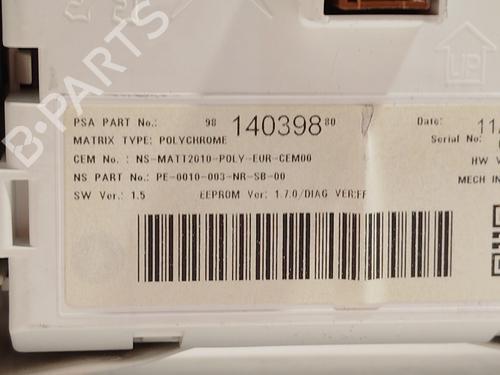 B-PARTS
UP
PSA PART No.: 98 140398 80
Date: 11
MATRIX TYPE: POLYCHROME
Serial No:
CEM No.: NS-MATT2010-POLY-EUR-CEM00
HW V
NS PART No.: PE-0010-003-NR-SB-00
MECH IN
SW Ver.: 1.5 EEPROM Ver: 1.7.0/DIAG VER:FF